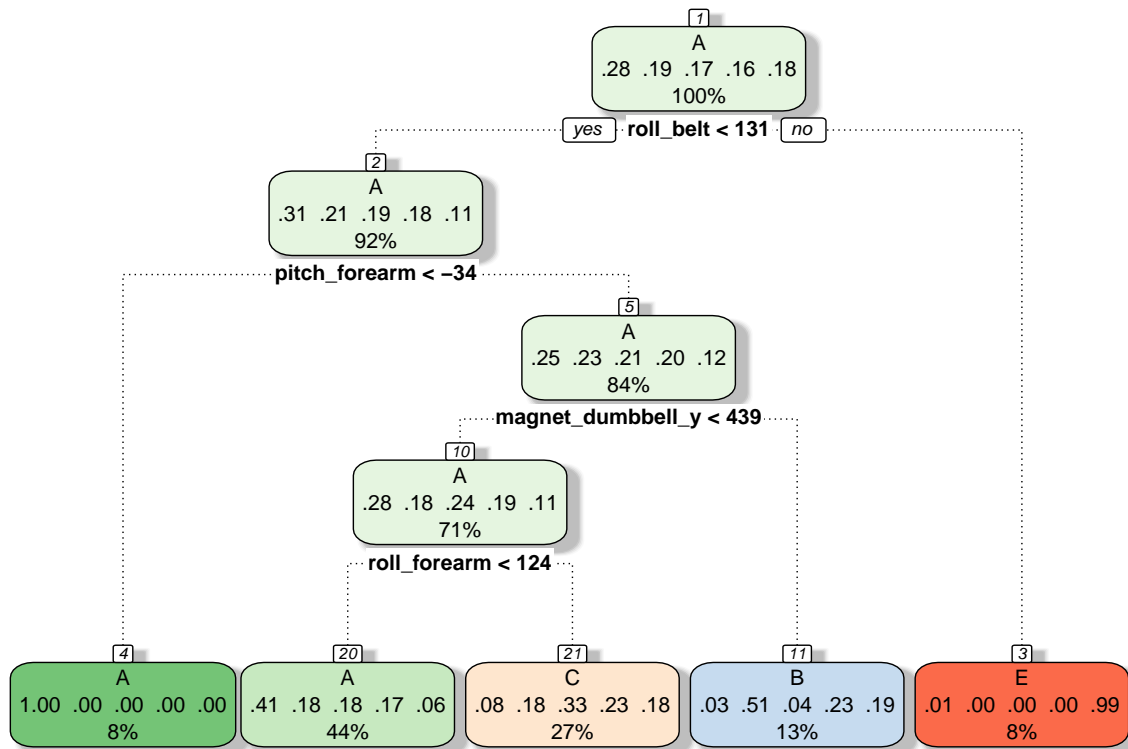 1
A
.28 .19 .17 .16 .18
100%
yes roll_belt < 131 no
2
A
.31 .21 .19 .18 .11
92%
pitch_forearm < −34
5
A
.25 .23 .21 .20 .12
84%
magnet_dumbbell_y < 439
10
A
.28 .18 .24 .19 .11
71%
roll_forearm < 124
4
A
1.00 .00 .00 .00 .00
8%
20
A
.41 .18 .18 .17 .06
44%
21
C
.08 .18 .33 .23 .18
27%
11
B
.03 .51 .04 .23 .19
13%
3
E
.01 .00 .00 .00 .99
8%